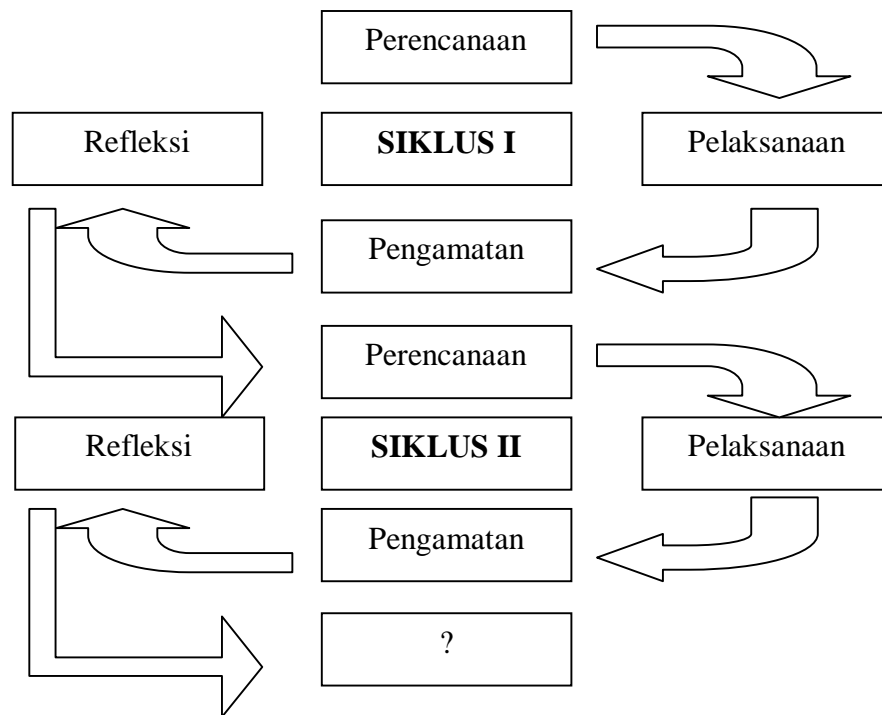 Perencanaan
Refleksi
SIKLUS I
Pelaksanaan
Pengamatan
Perencanaan
Refleksi
SIKLUS II
Pelaksanaan
Pengamatan
?